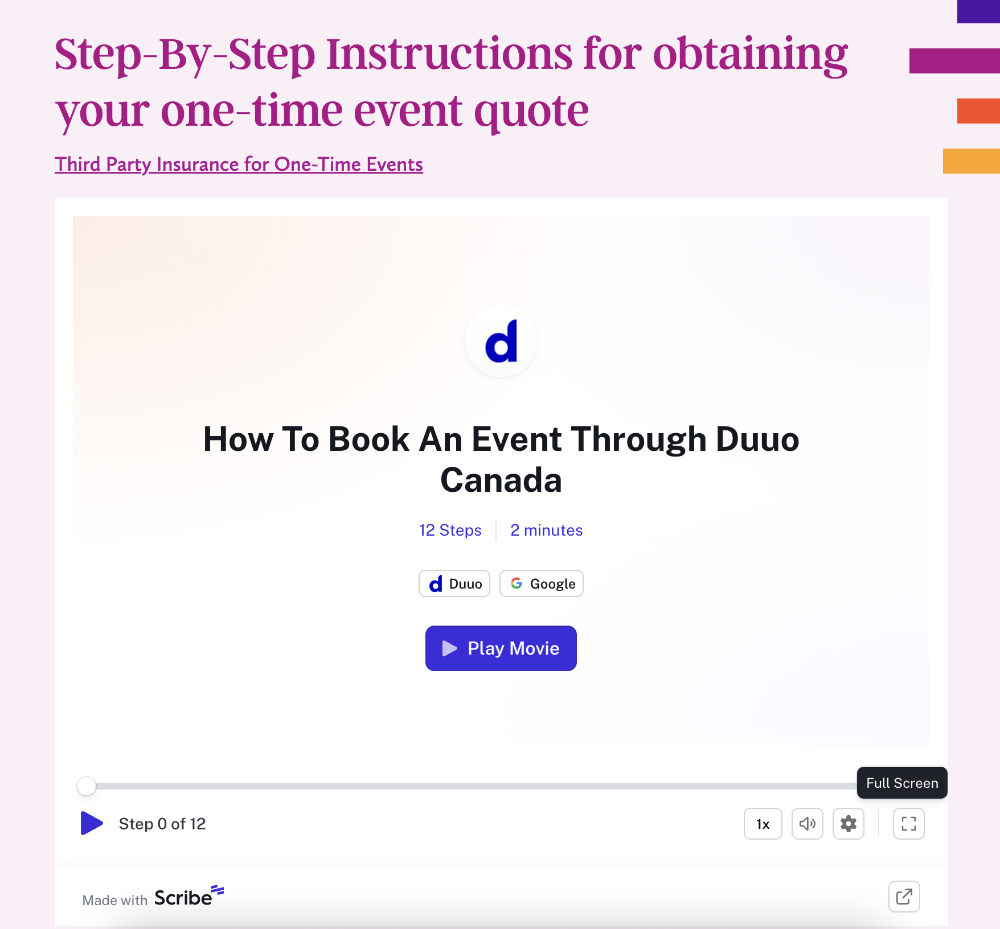 Step-By-Step Instructions for obtaining
your one-time event quote
Third Party Insurance for One-Time Events
d
How To Book An Event Through Duuo
Canada
12 Steps 2 minutes
d Duuo G Google
Play Movie
Full Screen
Step 0 of 12 1x
Made with Scribe